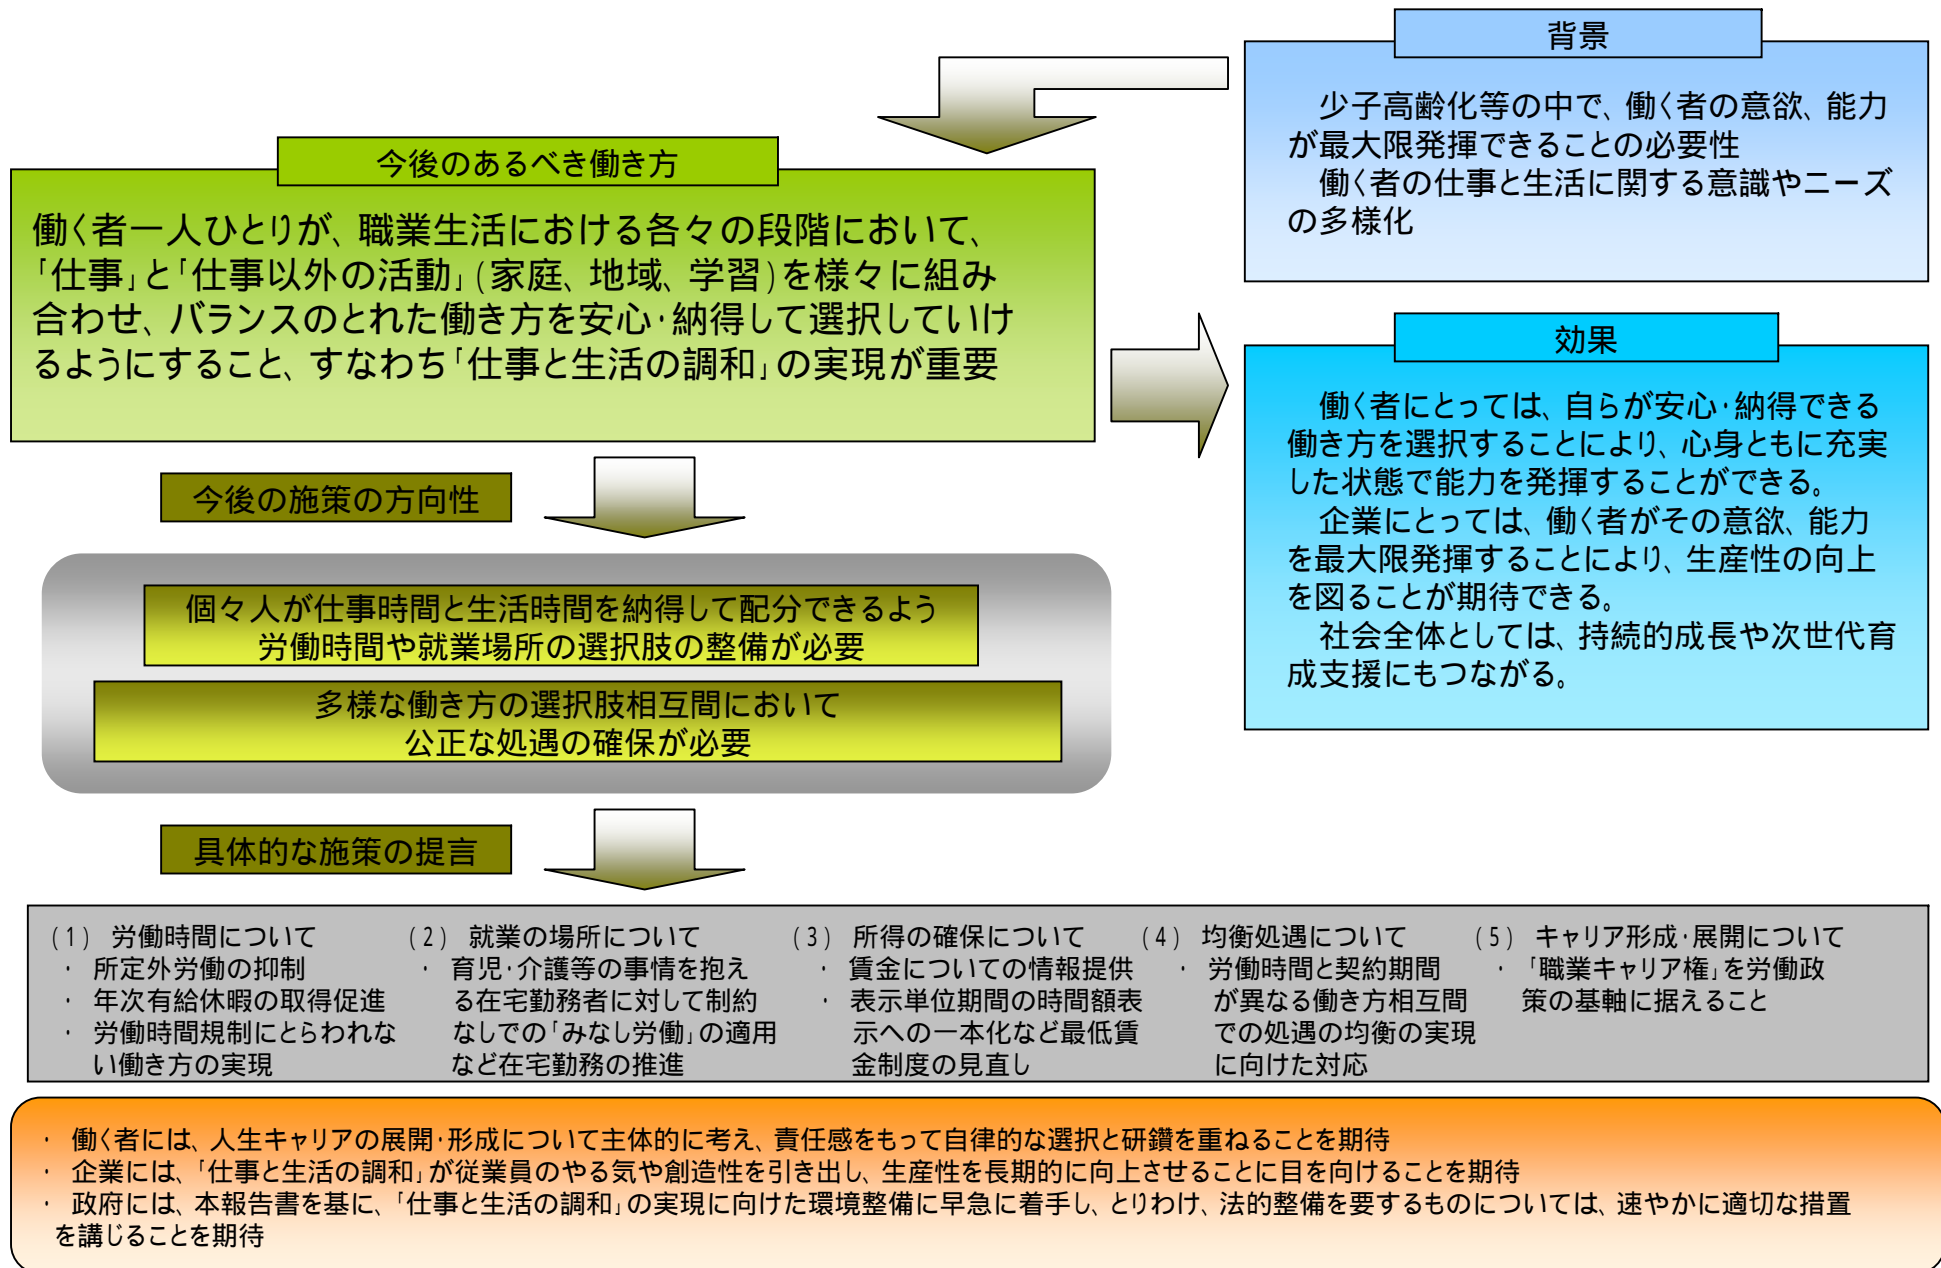 背景
少子高齢化等の中で、働く者の意欲、能力
が最大限発揮できることの必要性
働く者の仕事と生活に関する意識やニーズ
の多様化
今後のあるべき働き方
働く者一人ひとりが、職業生活における各々の段階において、
「仕事」と「仕事以外の活動」(家庭、地域、学習)を様々に組み
合わせ、バランスのとれた働き方を安心・納得して選択していけ
るようにすること、すなわち「仕事と生活の調和」の実現が重要
効果
働く者にとっては、自らが安心・納得できる
働き方を選択することにより、心身ともに充実
した状態で能力を発揮することができる。
企業にとっては、働く者がその意欲、能力
を最大限発揮することにより、生産性の向上
を図ることが期待できる。
社会全体としては、持続的成長や次世代育
成支援にもつながる。
今後の施策の方向性
個々人が仕事時間と生活時間を納得して配分できるよう
労働時間や就業場所の選択肢の整備が必要
多様な働き方の選択肢相互間において
公正な処遇の確保が必要
具体的な施策の提言
(1) 労働時間について
・ 所定外労働の抑制
・ 年次有給休暇の取得促進
・ 労働時間規制にとらわれな
い働き方の実現
(2) 就業の場所について
・ 育児・介護等の事情を抱え
る在宅勤務者に対して制約
なしでの「みなし労働」の適用
など在宅勤務の推進
(3) 所得の確保について
・ 賃金についての情報提供
・ 表示単位期間の時間額表
示への一本化など最低賃
金制度の見直し
(4) 均衡処遇について
・ 労働時間と契約期間
が異なる働き方相互間
での処遇の均衡の実現
に向けた対応
(5) キャリア形成・展開について
・ 「職業キャリア権」を労働政
策の基軸に据えること
・ 働く者には、人生キャリアの展開・形成について主体的に考え、責任感をもって自律的な選択と研鑽を重ねることを期待
・ 企業には、「仕事と生活の調和」が従業員のやる気や創造性を引き出し、生産性を長期的に向上させることに目を向けることを期待
・ 政府には、本報告書を基に、「仕事と生活の調和」の実現に向けた環境整備に早急に着手し、とりわけ、法的整備を要するものについては、速やかに適切な措置
を講じることを期待